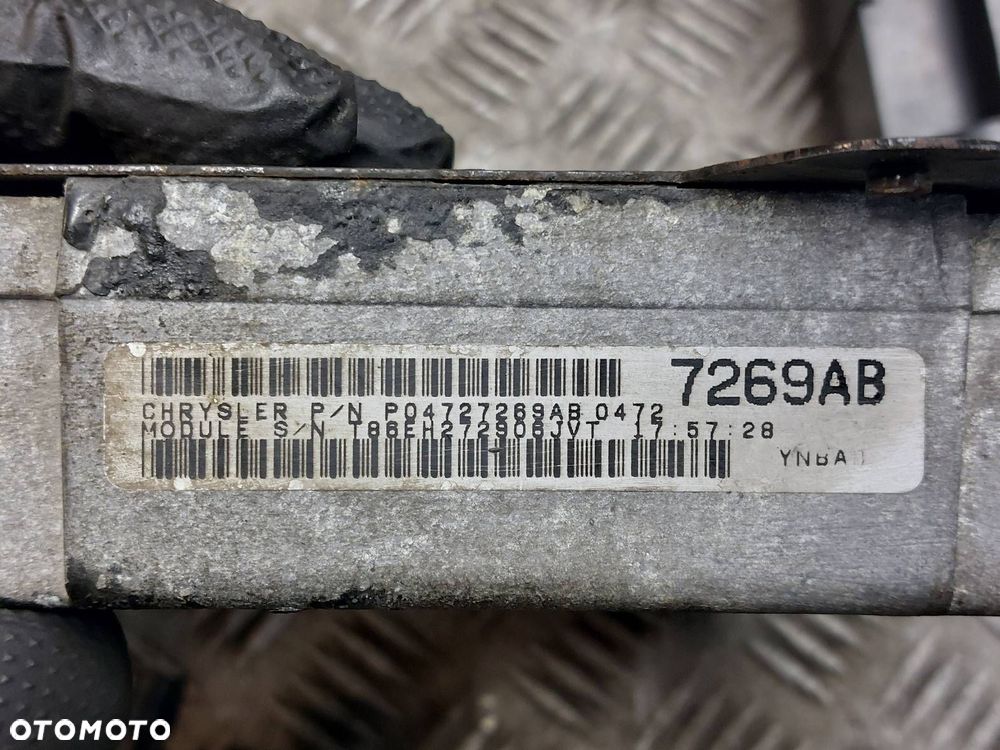 7269AB
CHRYSLER P/N P04727269AB 0472
MODULE S/N T86EH272906JVT 17:57:28
YNBA
OTOMOTO